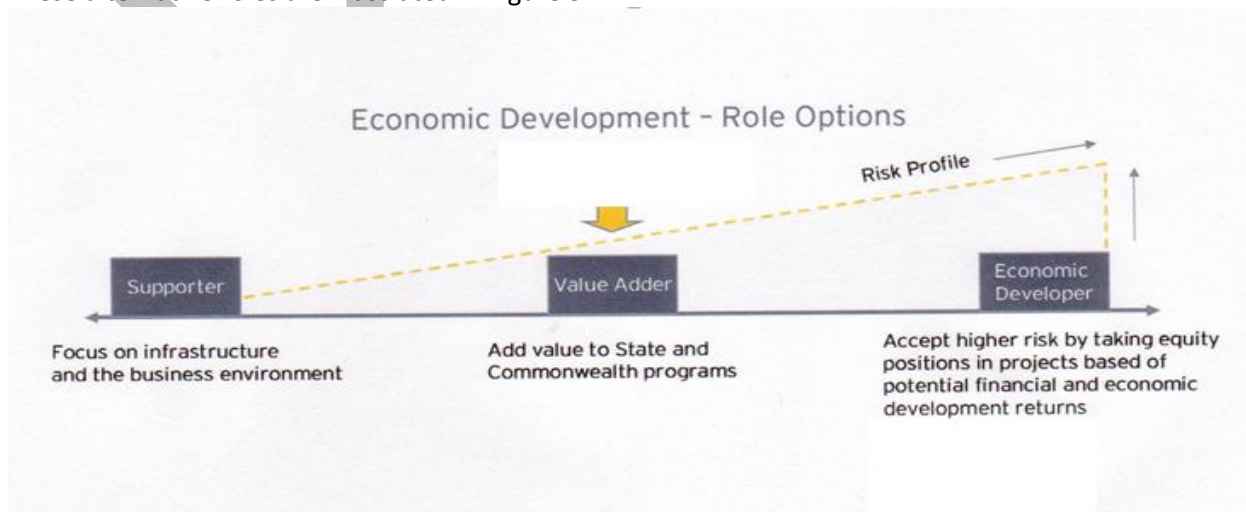 Economic Development – Role Options
Risk Profile
Supporter
Value Adder
Economic
Developer
Focus on infrastructure
and the business environment
Add value to State and
Commonwealth programs
Accept higher risk by taking equity
positions in projects based of
potential financial and economic
development returns